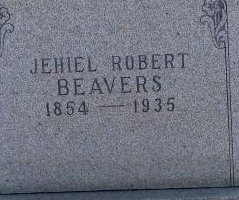 JEHIEL ROBERT
BEAVERS
1854 — 1935